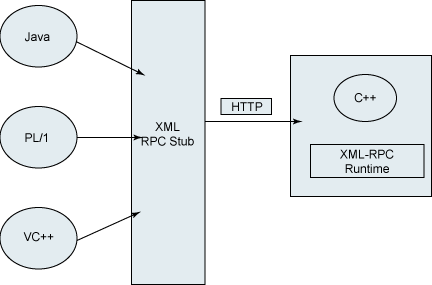 Java
PL/1
VC++
XML
RPC Stub
HTTP
C++
XML-RPC
Runtime